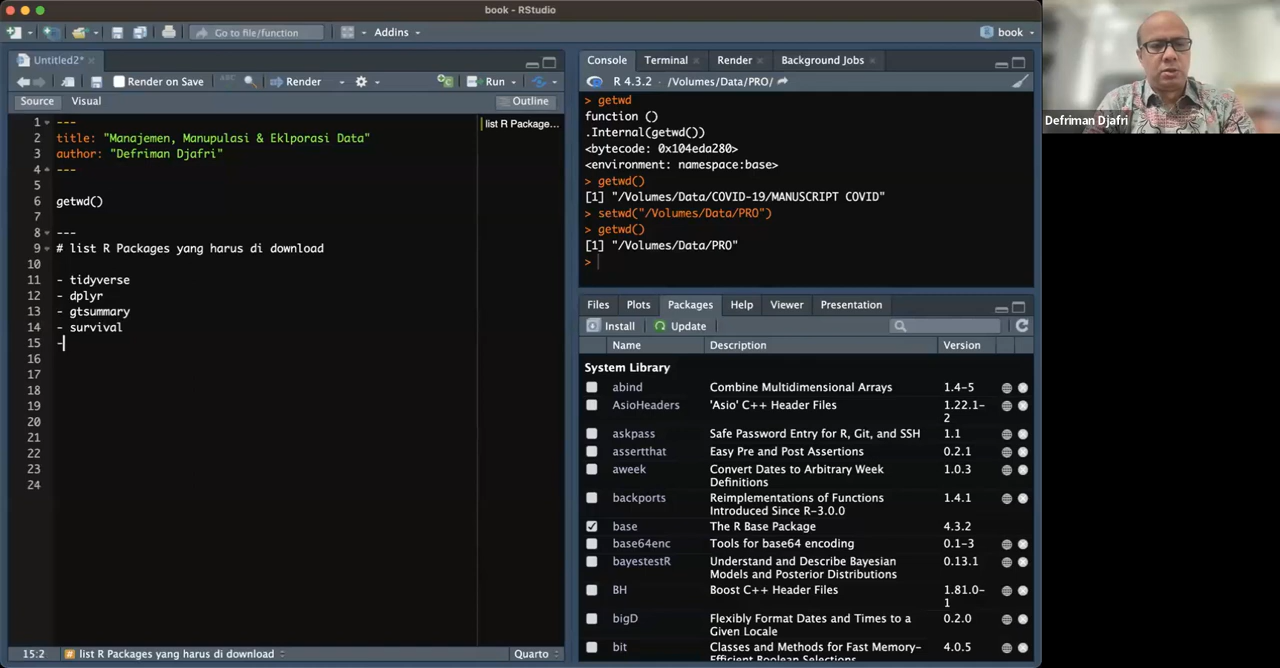 book - RStudio
Go to file/function
Addins
book
Untitled2*
Render on Save
ABC
Render
Run
Source
Visual
Outline
1 ---
2 title: "Manajemen, Manupulasi & Eklporasi Data"
3 author: "Defriman Djafri"
4 ---
5
6 getwd()
7
8 ---
9 # list R Packages yang harus di download
10
11 - tidyverse
12 - dplyr
13 - gtsummary
14 - survival
15 -
16
17
18
19
20
21
22
23
24
list R Package...
15:2
# list R Packages yang harus di download
Quarto
Console Terminal Render Background Jobs
R 4.3.2 · /Volumes/Data/PRO/
> getwd
function ()
.Internal(getwd())
<bytecode: 0x104eda280>
<environment: namespace:base>
> getwd()
[1] "/Volumes/Data/COVID-19/MANUSCRIPT COVID"
> setwd("/Volumes/Data/PRO")
> getwd()
[1] "/Volumes/Data/PRO"
>
Files Plots Packages Help Viewer Presentation
Install Update
Name Description Version
System Library
abind Combine Multidimensional Arrays 1.4-5
AsioHeaders 'Asio' C++ Header Files 1.22.1-
2
askpass Safe Password Entry for R, Git, and SSH 1.1
assertthat Easy Pre and Post Assertions 0.2.1
aweek Convert Dates to Arbitrary Week 1.0.3
Definitions
backports Reimplementations of Functions 1.4.1
Introduced Since R-3.0.0
base The R Base Package 4.3.2
base64enc Tools for base64 encoding 0.1-3
bayestestR Understand and Describe Bayesian 0.13.1
Models and Posterior Distributions
BH Boost C++ Header Files 1.81.0-
1
bigD Flexibly Format Dates and Times to a 0.2.0
Given Locale
bit Classes and Methods for Fast Memory- 4.0.5
Efficient Boolean Selections
Defriman Djafri